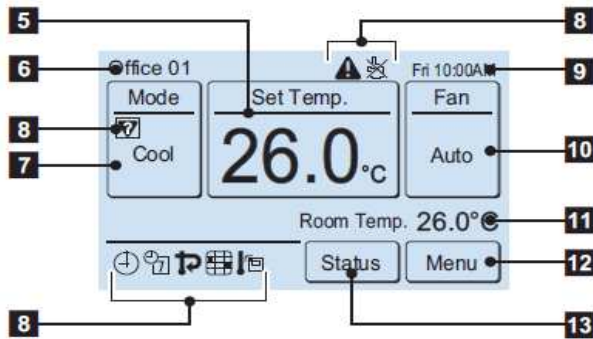 5
8
6
Office 01
Fri 10:00AM
9
Mode
Set Temp.
Fan
8
?
7
Cool
26.0°C
Auto
10
Room Temp. 26.0°C
11
7
Status
Menu
12
8
13